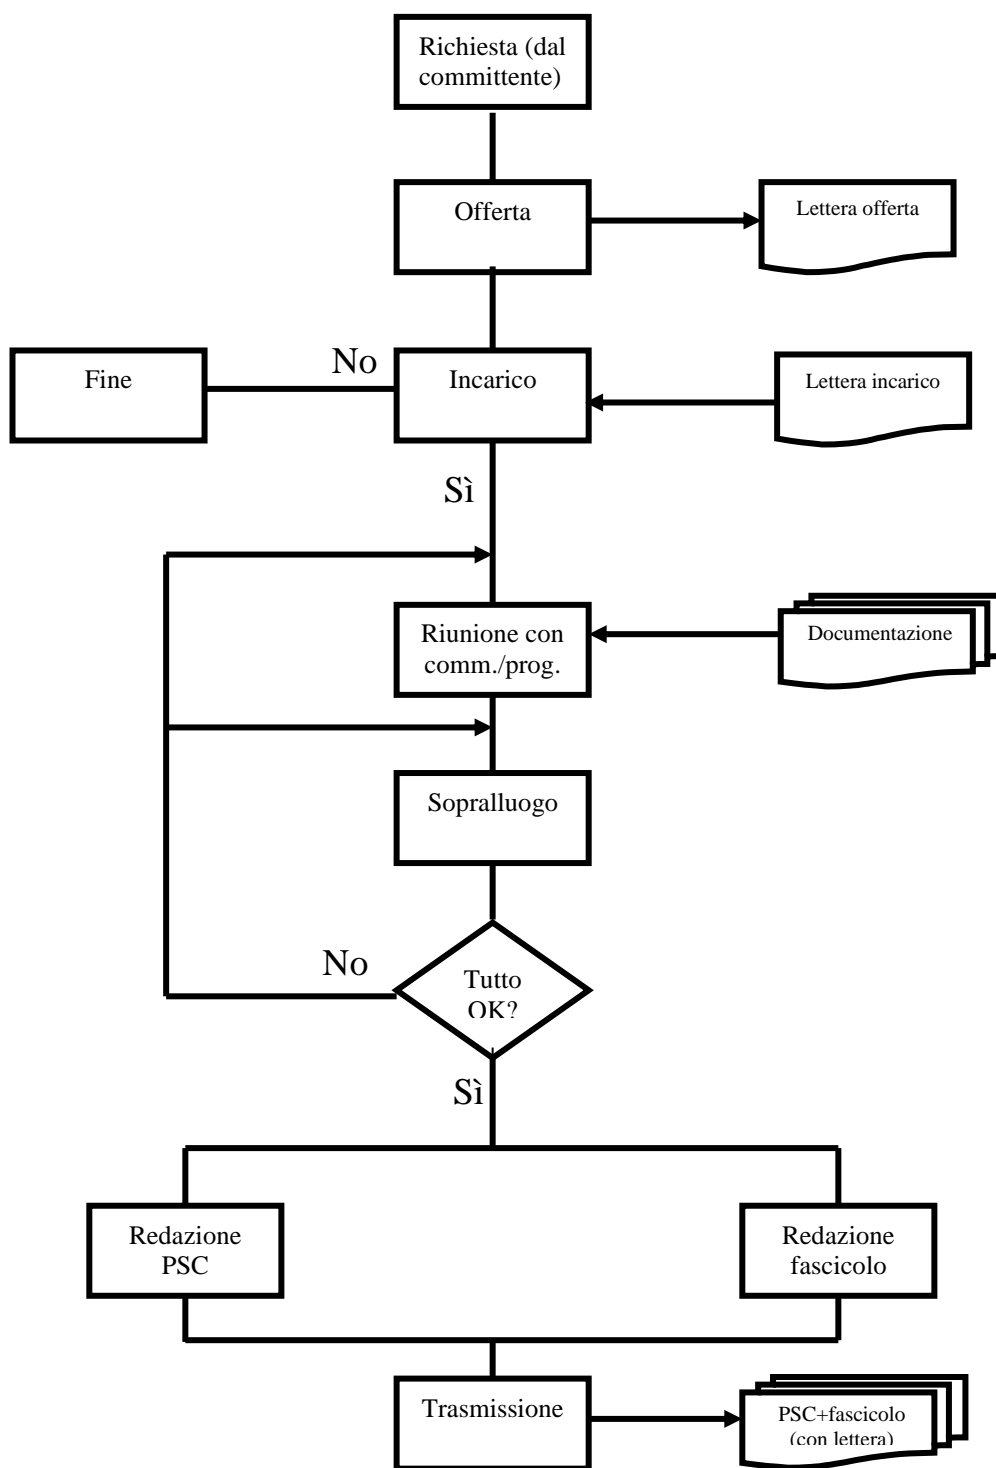 Richiesta (dal
committente)
Offerta
Lettera offerta
Fine
No
Incarico
Lettera incarico
Sì
Riunione con
comm./prog.
Documentazione
Sopralluogo
No
Tutto
OK?
Sì
Redazione
PSC
Redazione
fascicolo
Trasmissione
PSC+fascicolo
(con lettera)